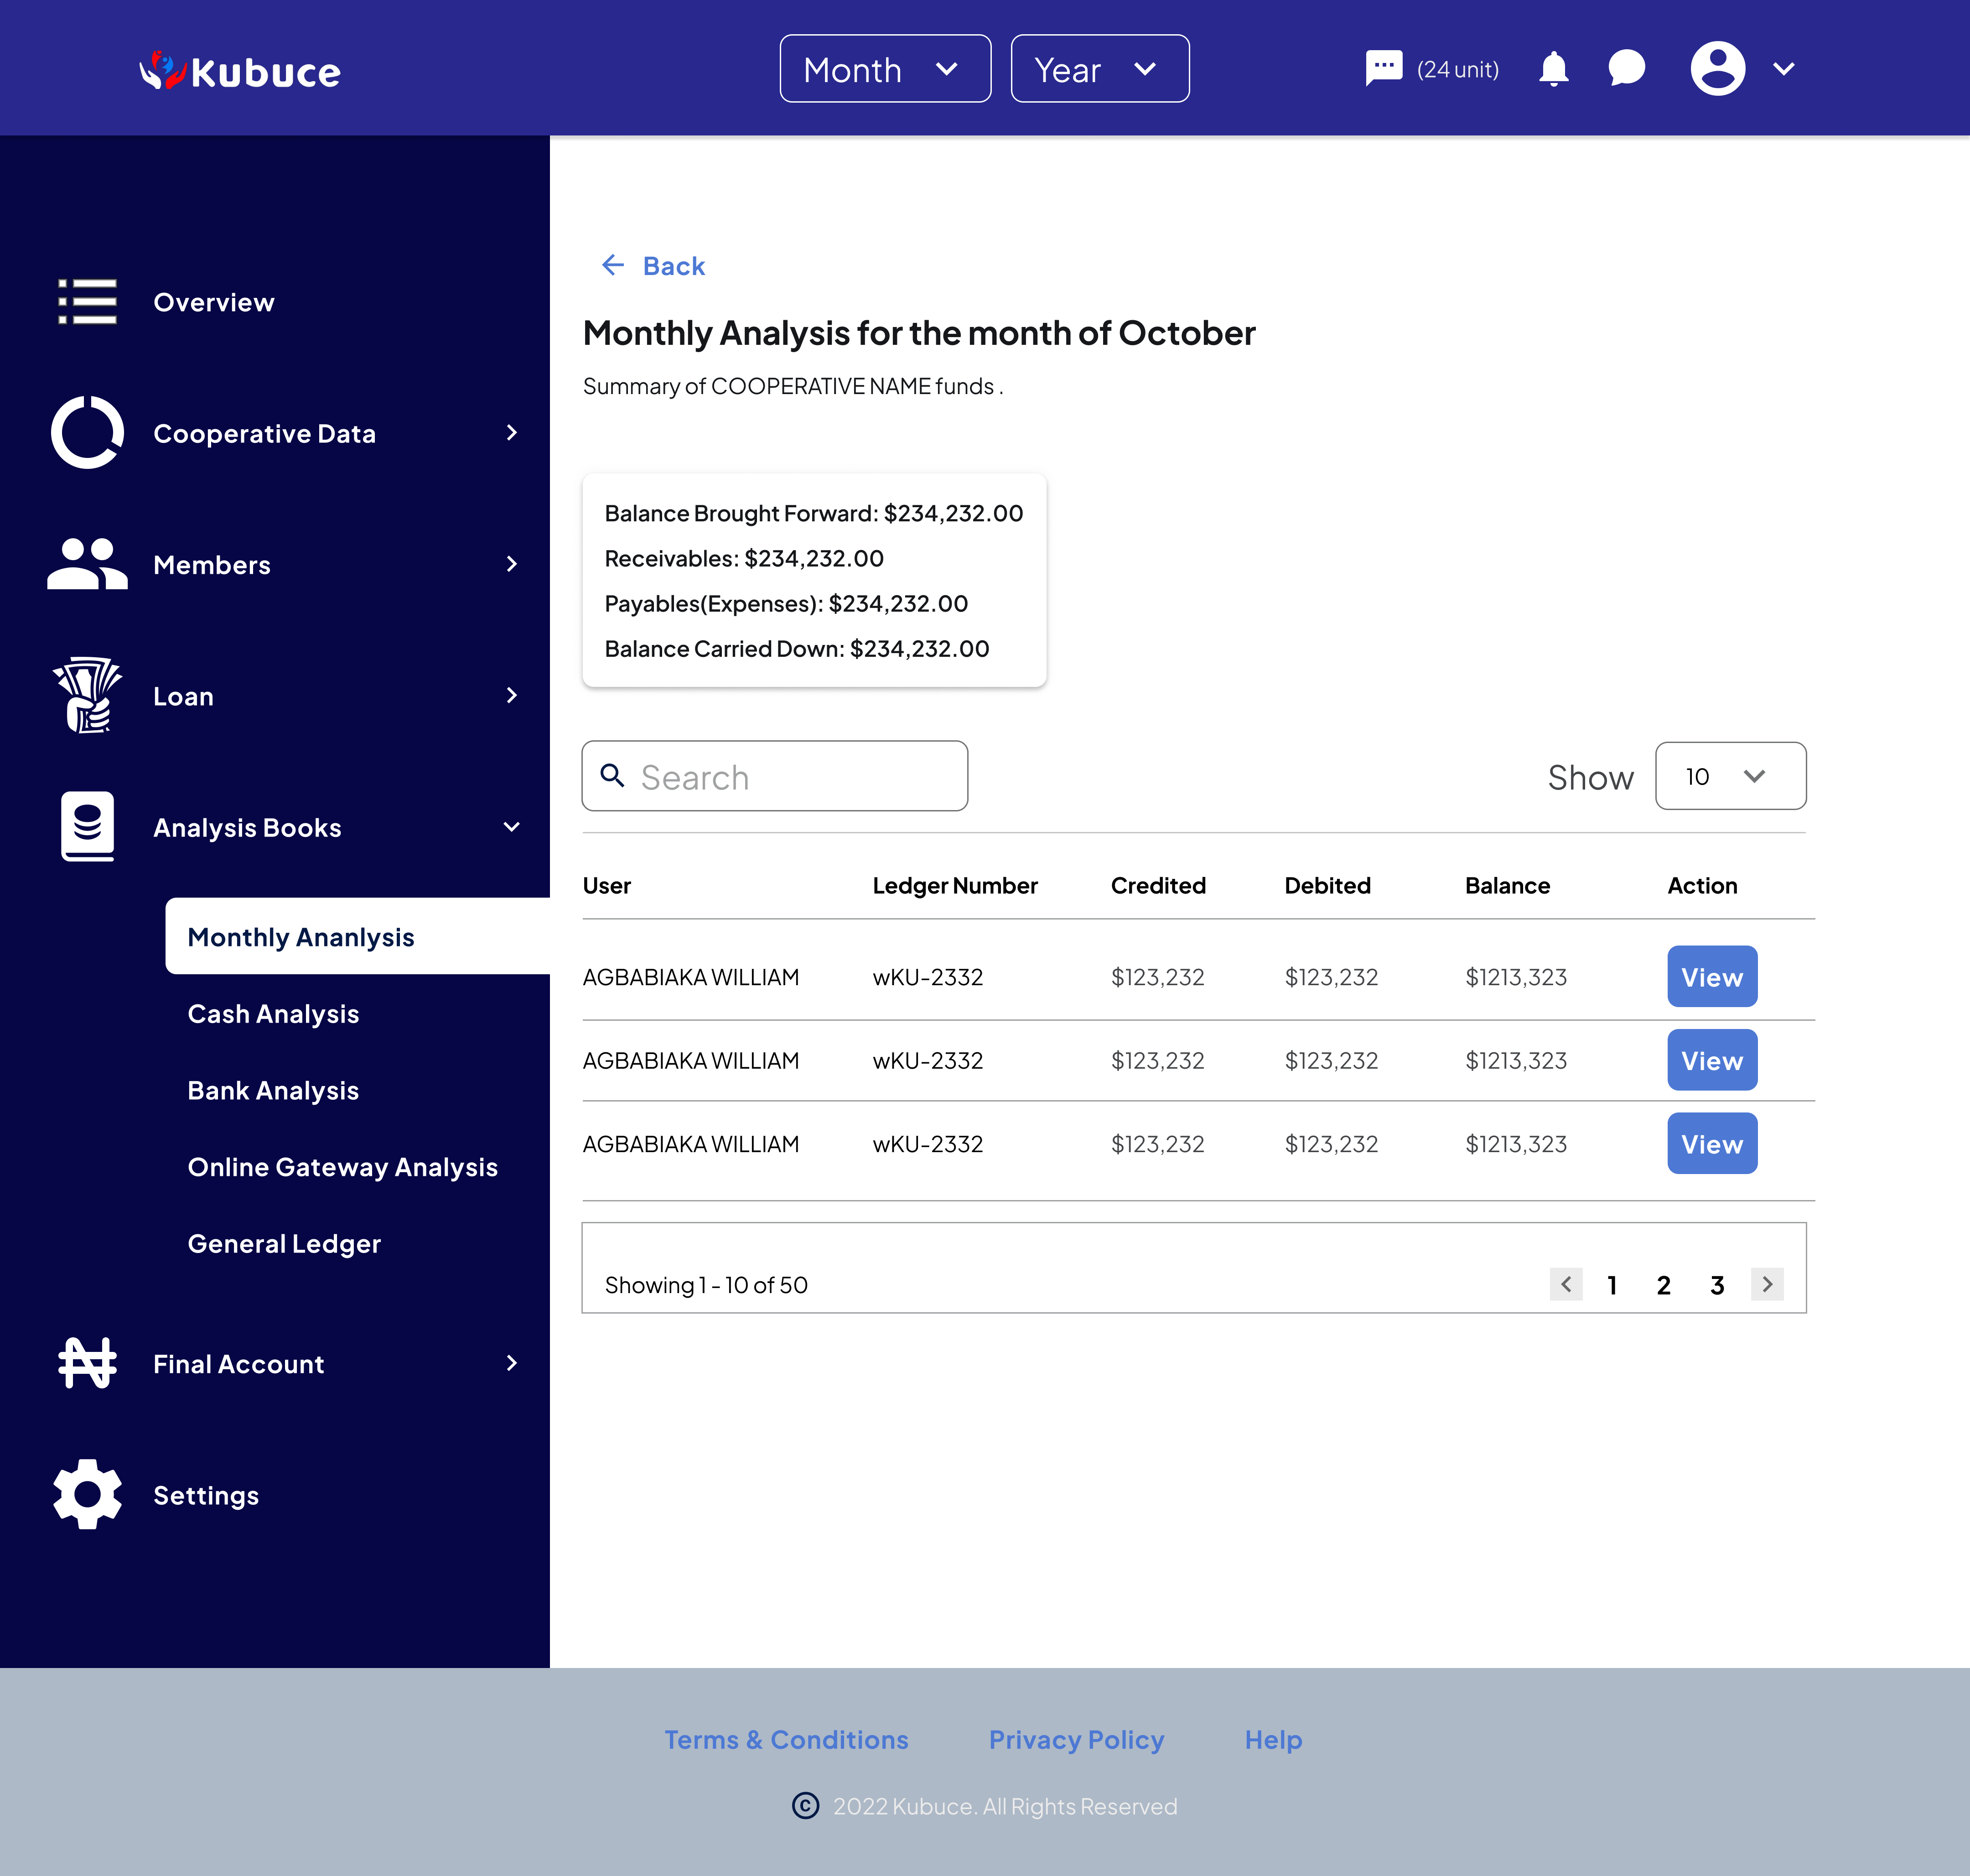 Kubuce
Month
Year
(24 unit)
Overview
Cooperative Data
Members
Loan
Analysis Books
Monthly Ananlysis
Cash Analysis
Bank Analysis
Online Gateway Analysis
General Ledger
Final Account
Settings
Back
Monthly Analysis for the month of October
Summary of COOPERATIVE NAME funds .
Balance Brought Forward: $234,232.00
Receivables: $234,232.00
Payables(Expenses): $234,232.00
Balance Carried Down: $234,232.00
Search
Show 10
User Ledger Number Credited Debited Balance Action
AGBABIAKA WILLIAM wKU-2332 $123,232 $123,232 $1213,323 View
AGBABIAKA WILLIAM wKU-2332 $123,232 $123,232 $1213,323 View
AGBABIAKA WILLIAM wKU-2332 $123,232 $123,232 $1213,323 View
Showing 1 - 10 of 50 1 2 3
Terms & Conditions Privacy Policy Help
© 2022 Kubuce. All Rights Reserved